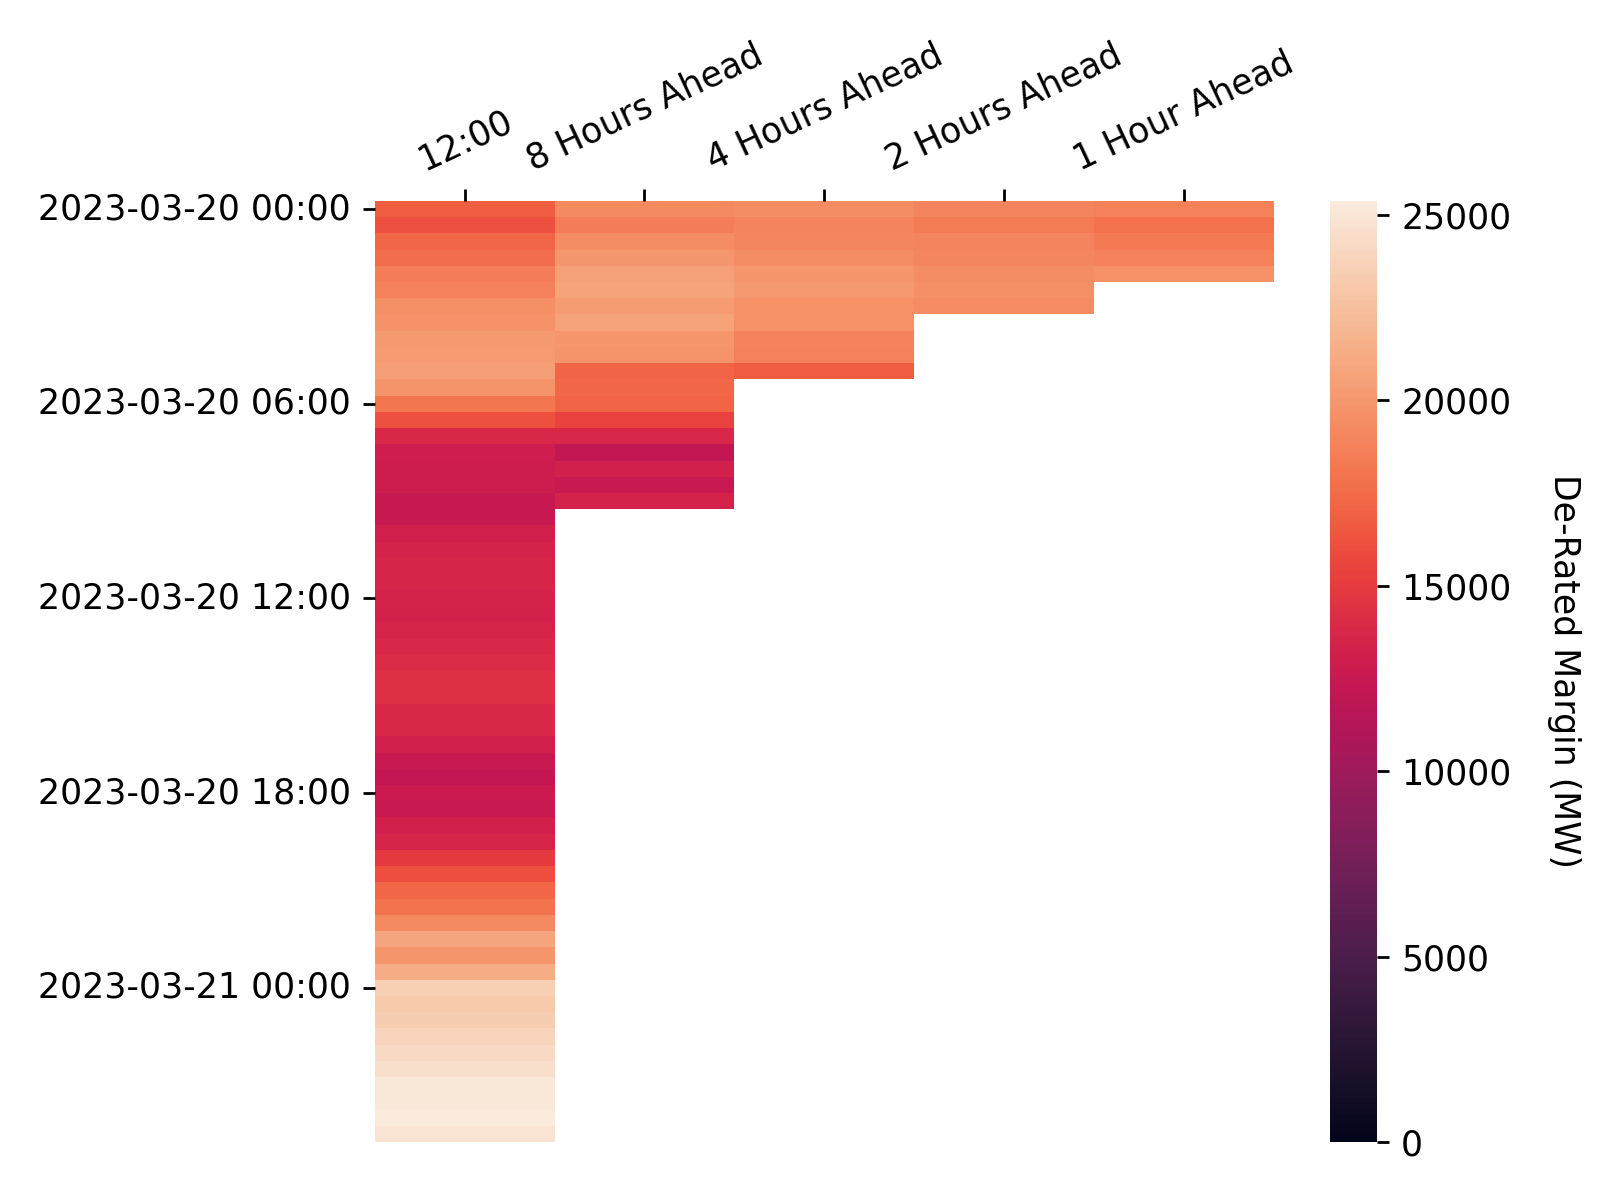 12:00
8 Hours Ahead
4 Hours Ahead
2 Hours Ahead
1 Hour Ahead
2023-03-20 00:00
2023-03-20 06:00
2023-03-20 12:00
2023-03-20 18:00
2023-03-21 00:00
25000
20000
15000
10000
5000
0
De-Rated Margin (MW)